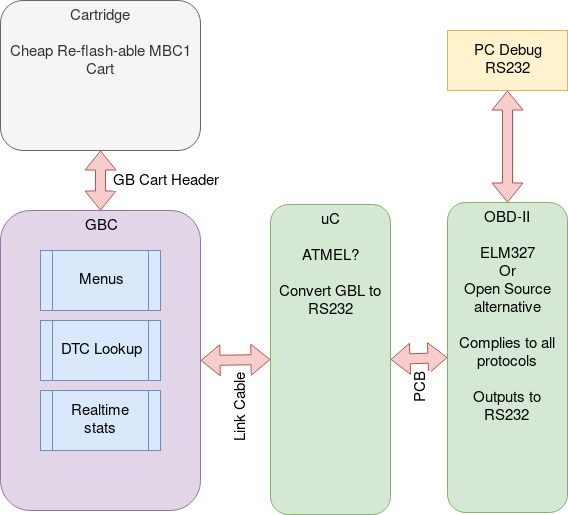 Cartridge
Cheap Re-flash-able MBC1
Cart
PC Debug
RS232
GB Cart Header
GBC
Menus
DTC Lookup
Realtime
stats
Link Cable
uC
ATMEL?
Convert GBL to
RS232
PCB
OBD-II
ELM327
Or
Open Source
alternative
Complies to all
protocols
Outputs to
RS232